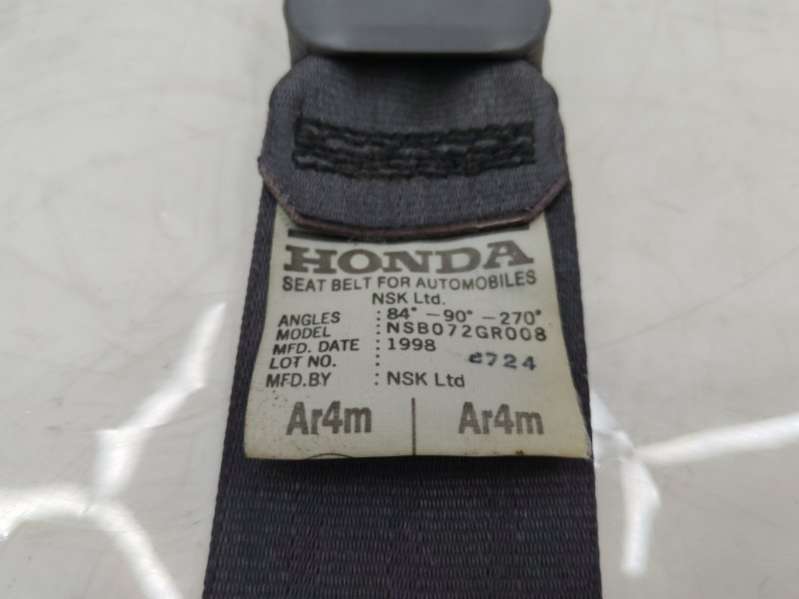 HONDA
SEAT BELT FOR AUTOMOBILES
NSK Ltd.
ANGLES : 84° - 90° - 270°
MODEL : NSB072GR008
MFD. DATE : 1998
LOT NO. : 8724
MFD.BY : NSK Ltd
Ar4m | Ar4m